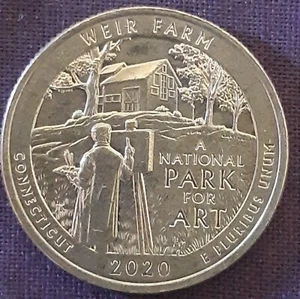 WEIR FARM
A
NATIONAL
PARK
FOR
ART
CONNECTICUT
2020
E PLURIBUS UNUM